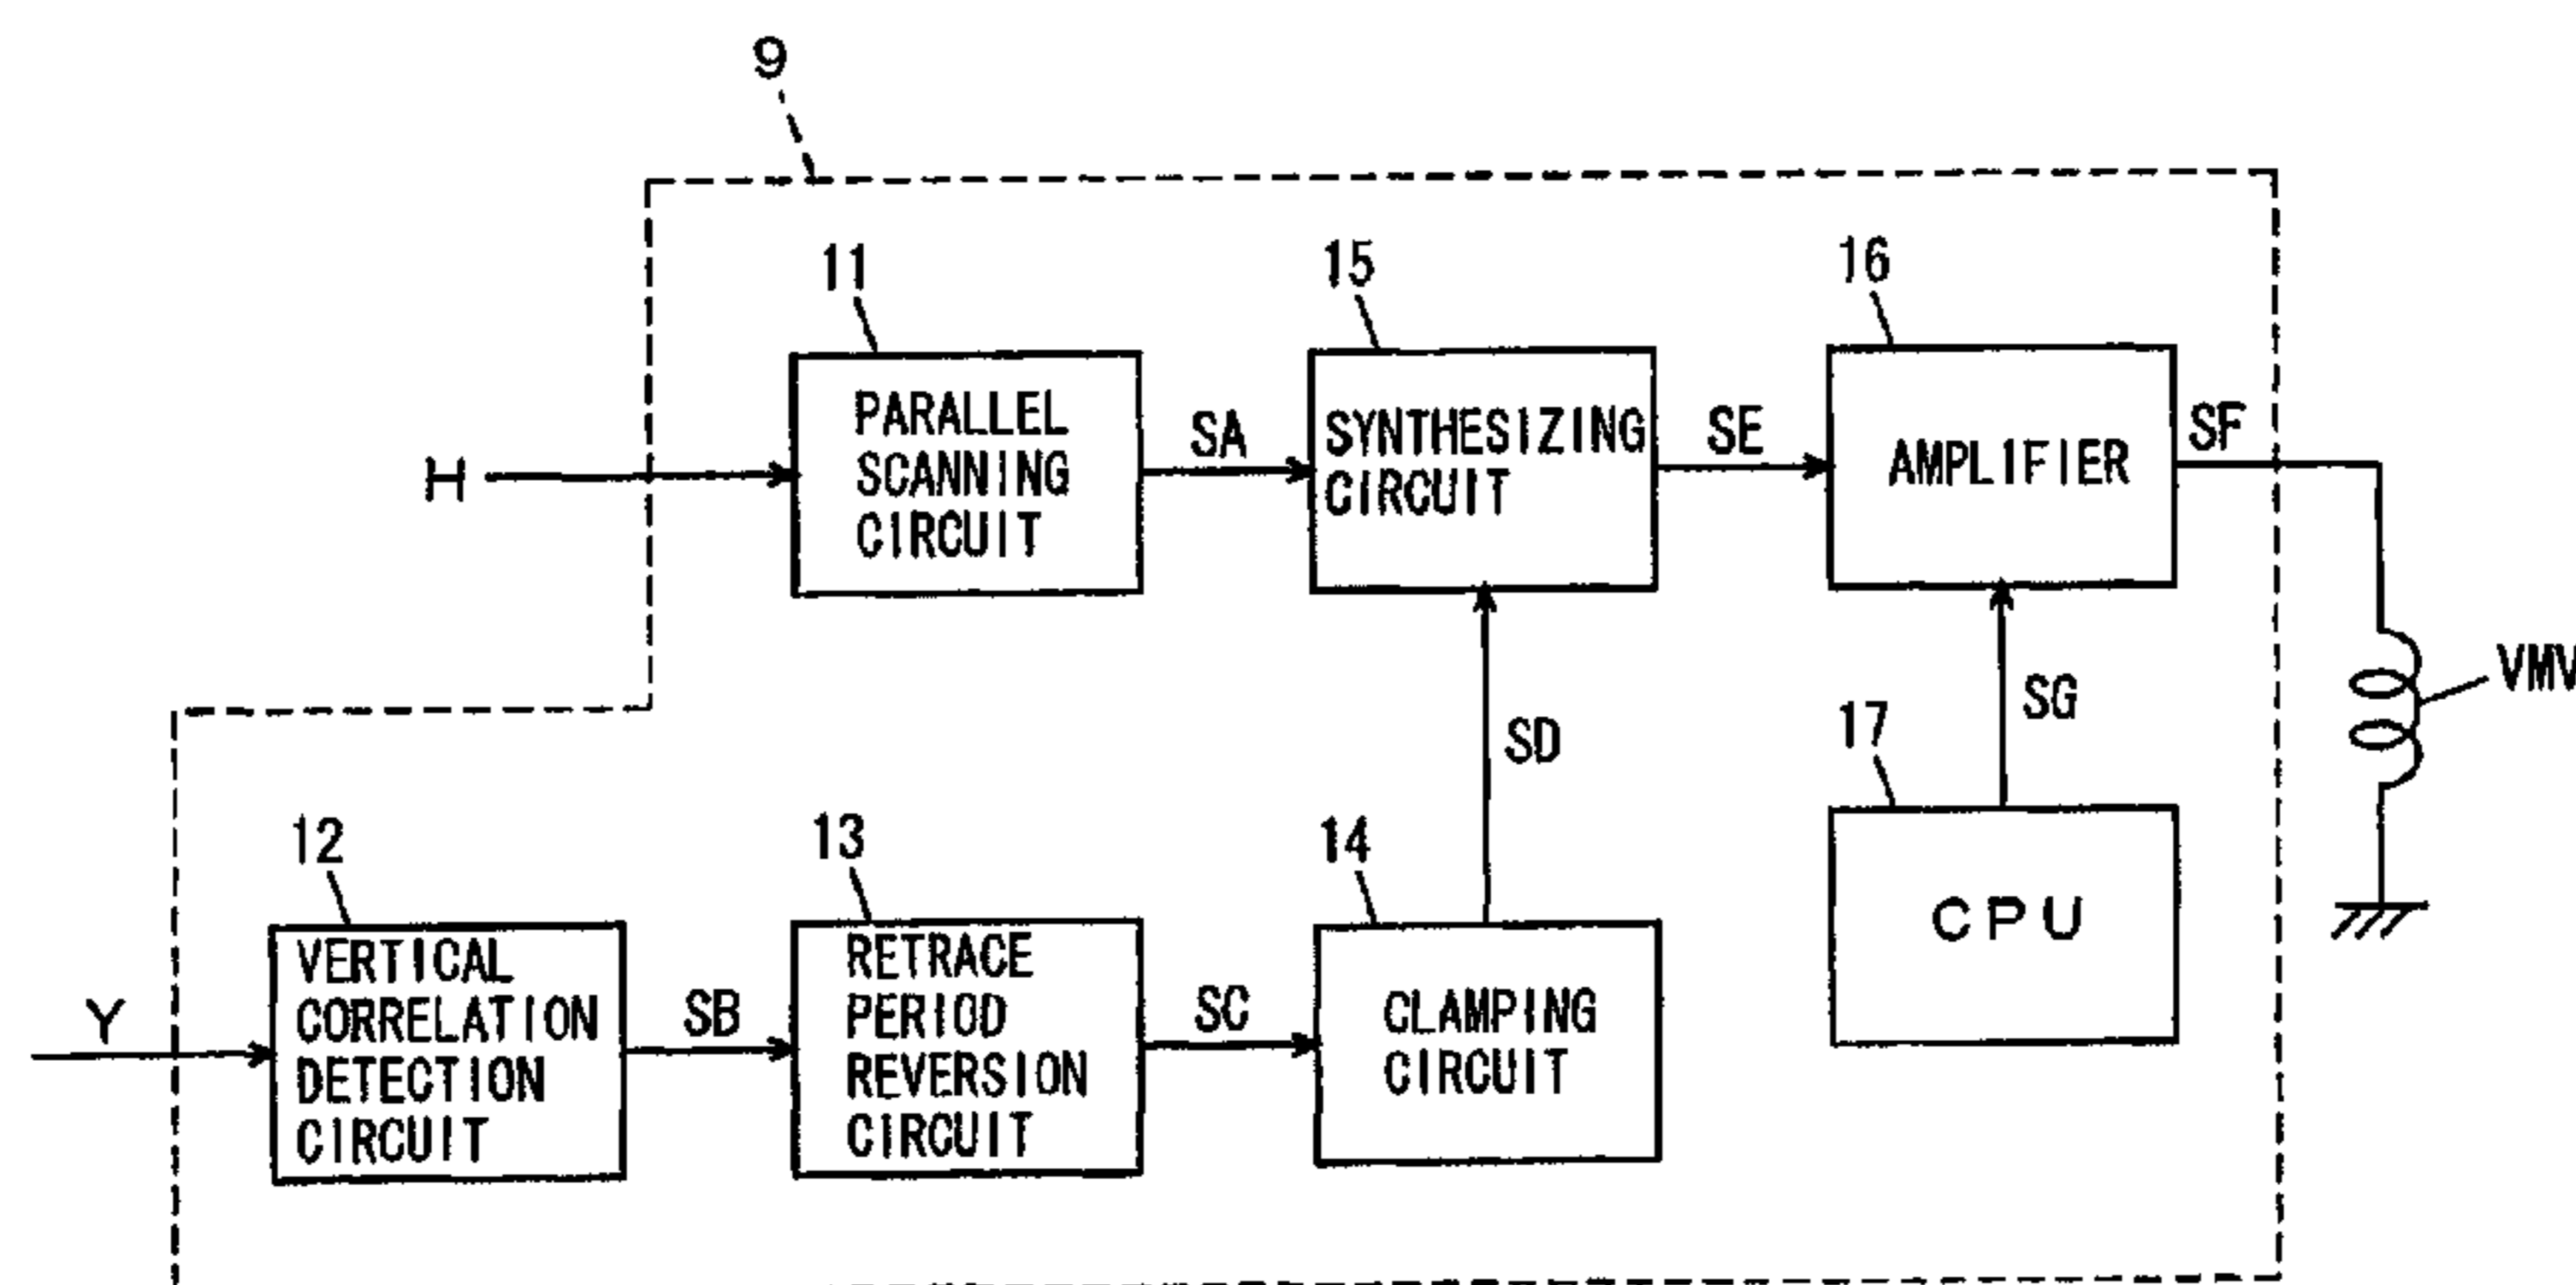 9
11
15
16
PARALLEL
SCANNING
CIRCUIT
SYNTHESIZING
CIRCUIT
AMPLIFIER
H
SA
SE
SF
SD
SG
VMV
12
13
14
17
VERTICAL
CORRELATION
DETECTION
CIRCUIT
RETRACE
PERIOD
REVERSION
CIRCUIT
CLAMPING
CIRCUIT
CPU
Y
SB
SC